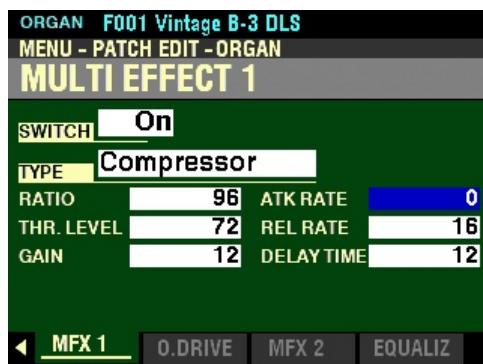 ORGAN F001 Vintage B-3 DLS
MENU - PATCH EDIT - ORGAN
MULTI EFFECT 1
SWITCH On
TYPE Compressor
RATIO 96 ATK RATE 0
THR. LEVEL 72 REL RATE 16
GAIN 12 DELAY TIME 12
MFX 1 O.DRIVE MFX 2 EQUALIZ